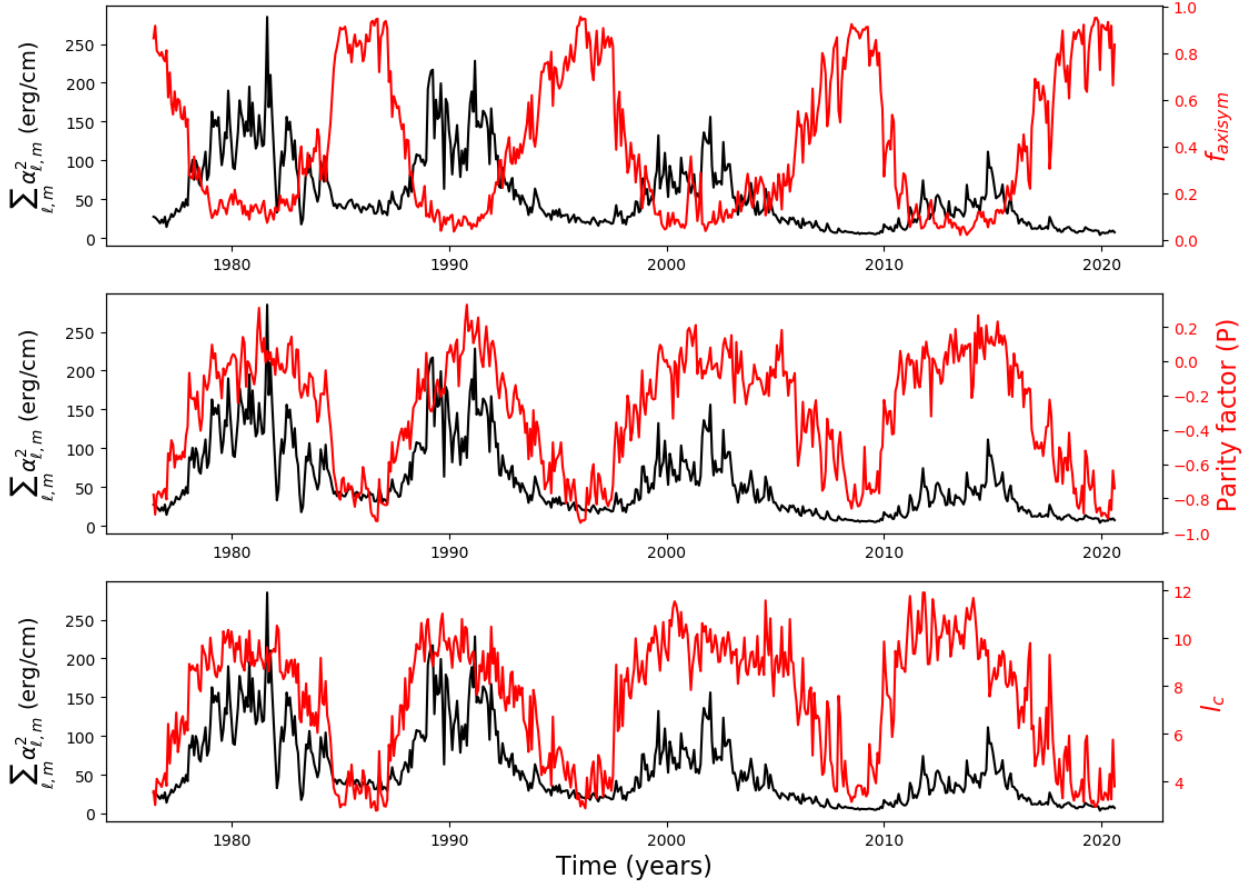 ∑ α²ℓ,m (erg/cm)
ℓ,m
250
200
150
100
50
0
1.0
0.8
0.6
0.4
0.2
0.0
f_axisym
1980 1990 2000 2010 2020
∑ α²ℓ,m (erg/cm)
ℓ,m
250
200
150
100
50
0
0.2
0.0
−0.2
−0.4
−0.6
−0.8
−1.0
Parity factor (P)
1980 1990 2000 2010 2020
∑ α²ℓ,m (erg/cm)
ℓ,m
250
200
150
100
50
0
12
10
8
6
4
l_c
1980 1990 2000 2010 2020
Time (years)